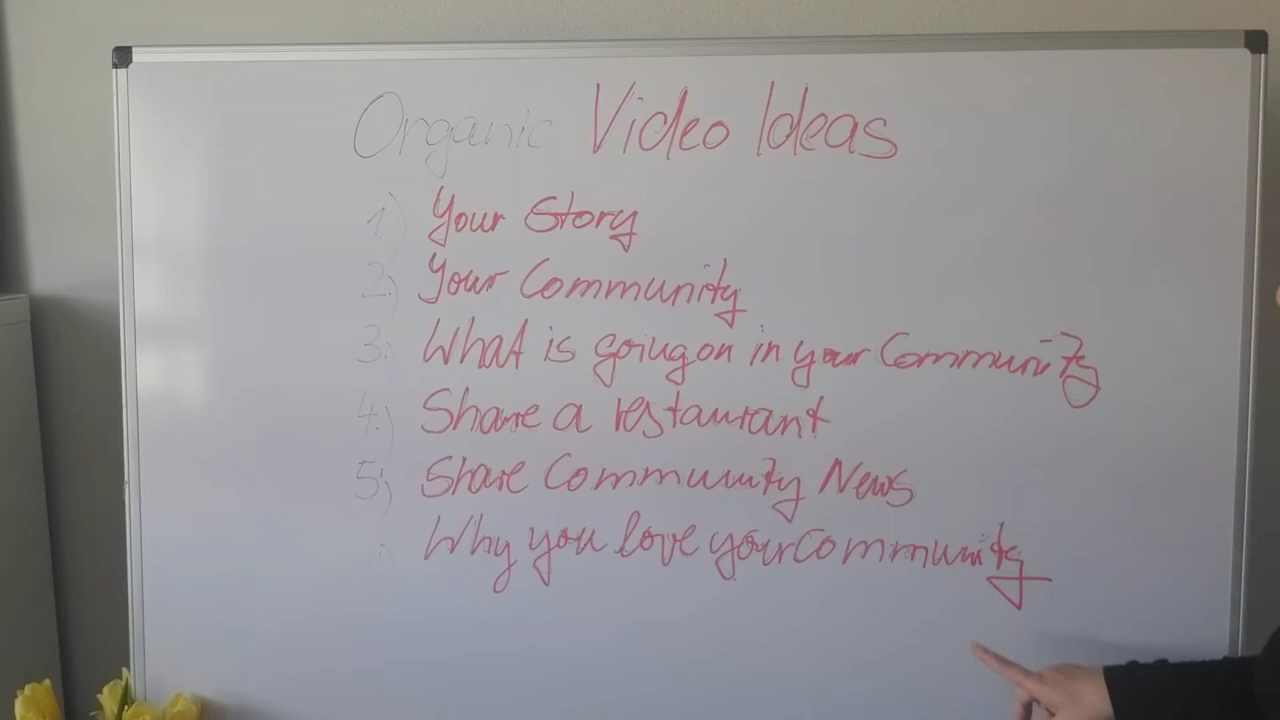 Organic Video Ideas
1.) Your Story
2.) Your Community
3.) What is going on in your Community
4.) Share a restaurant
5.) Share Community News
Why you love your community